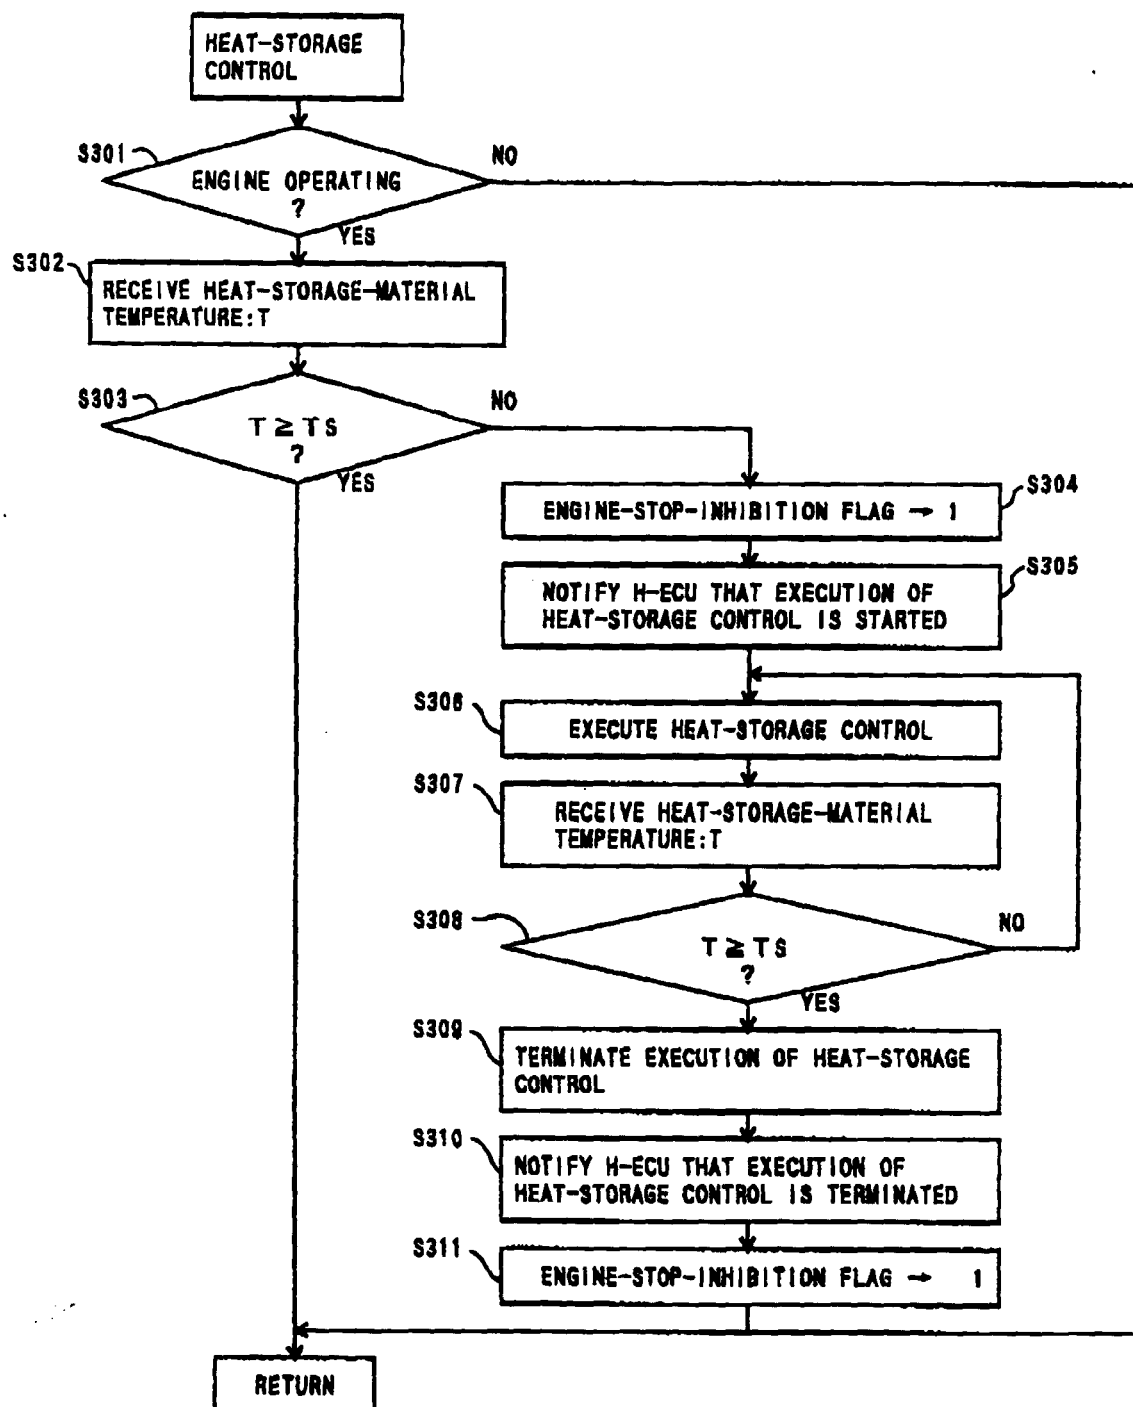 HEAT-STORAGE
CONTROL
S301
NO
ENGINE OPERATING
?
YES
S302
RECEIVE HEAT-STORAGE-MATERIAL
TEMPERATURE:T
S303
NO
T ≧ TS
?
YES
S304
ENGINE-STOP-INHIBITION FLAG → 1
S305
NOTIFY H-ECU THAT EXECUTION OF
HEAT-STORAGE CONTROL IS STARTED
S306
EXECUTE HEAT-STORAGE CONTROL
S307
RECEIVE HEAT-STORAGE-MATERIAL
TEMPERATURE:T
S308
NO
T ≧ TS
?
YES
S309
TERMINATE EXECUTION OF HEAT-STORAGE
CONTROL
S310
NOTIFY H-ECU THAT EXECUTION OF
HEAT-STORAGE CONTROL IS TERMINATED
S311
ENGINE-STOP-INHIBITION FLAG → 1
RETURN